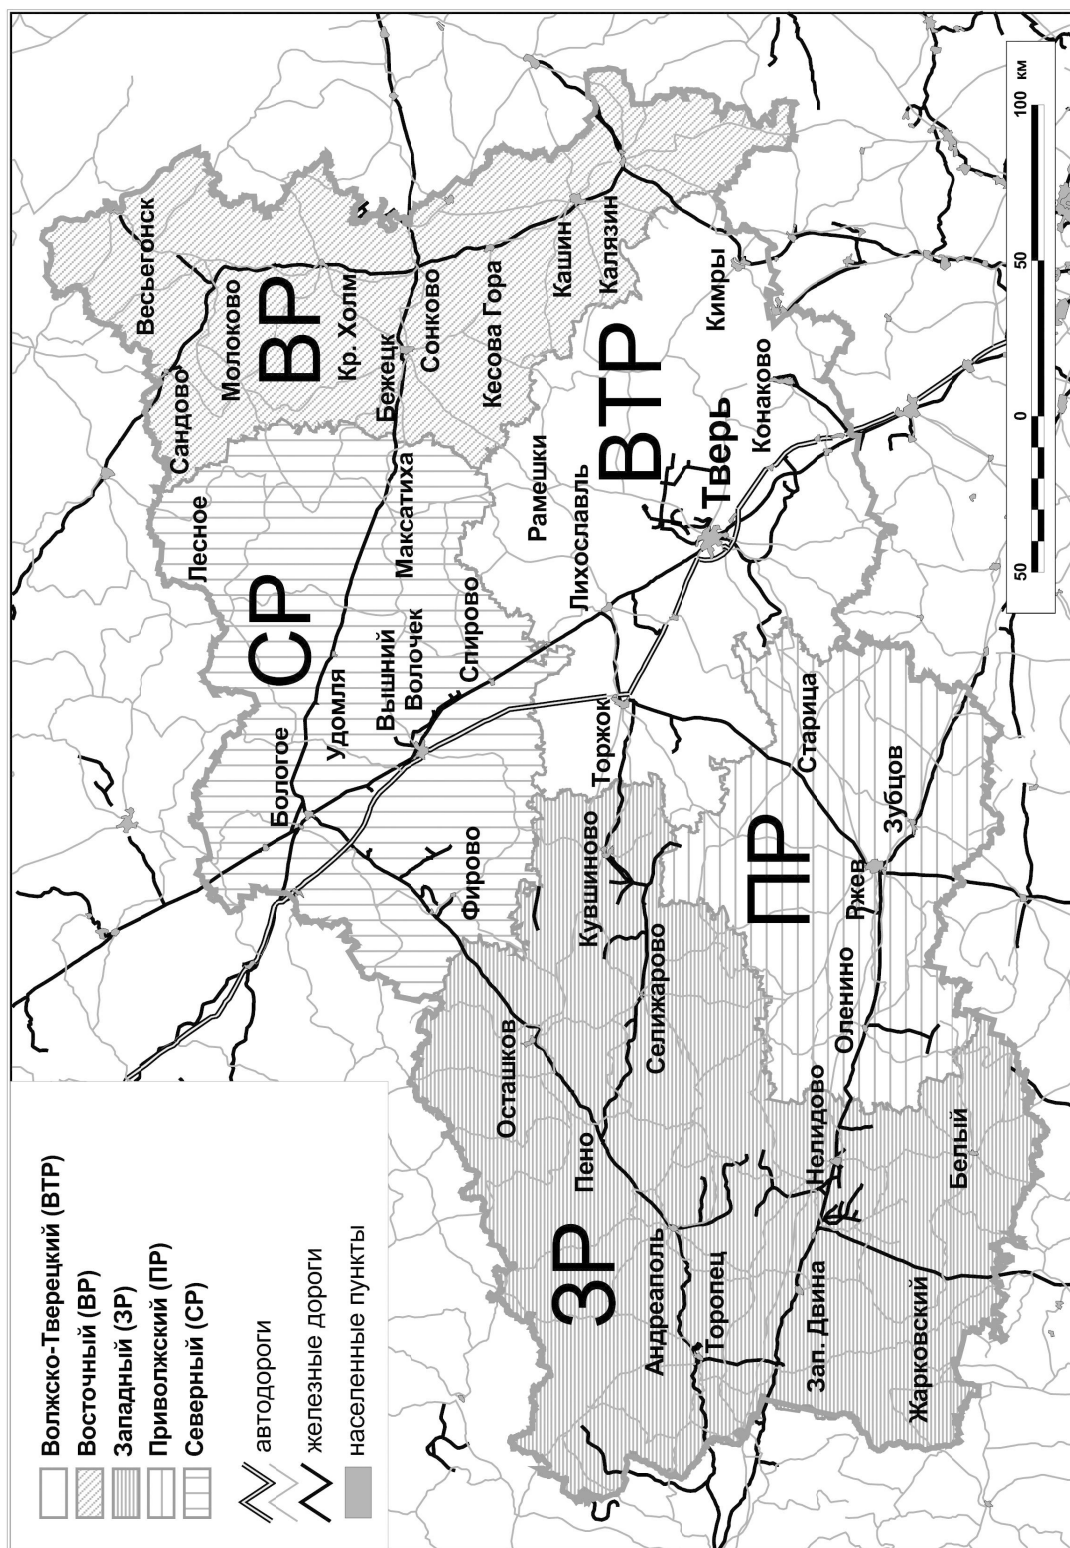 Волжско-Тверецкий (ВТР)
Восточный (ВР)
Западный (ЗР)
Приволжский (ПР)
Северный (СР)
автодороги
железные дороги
населенные пункты
Весьегонск
Сандово
Молоково
ВР
Кр. Холм
Лесное
Бежецк
Сонково
СР
Максатиха
Кесова Гора
Бологое
Удомля
Вышний
Волочек
Спирово
Кашин
Калязин
Фирово
Рамешки
Лихославль
ВТР
Кимры
Осташков
Кувшиново
Торжок
Тверь
Конаково
Пено
Селижарово
ЗР
Андреаполь
Торопец
ПР
Старица
Зап. Двина
Нелидово
Оленино
Ржев
Зубцов
Жарковский
Белый
50 0 50 100 км